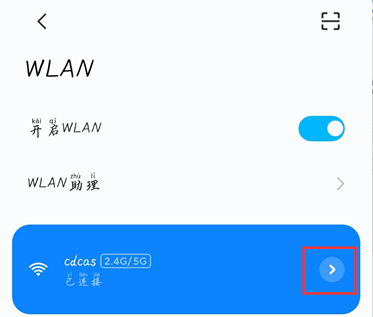 WLAN
kāi qǐ
开启WLAN
zhù lǐ
WLAN助理
cdcas 2.4G/5G
yǐ lián jiē
已连接